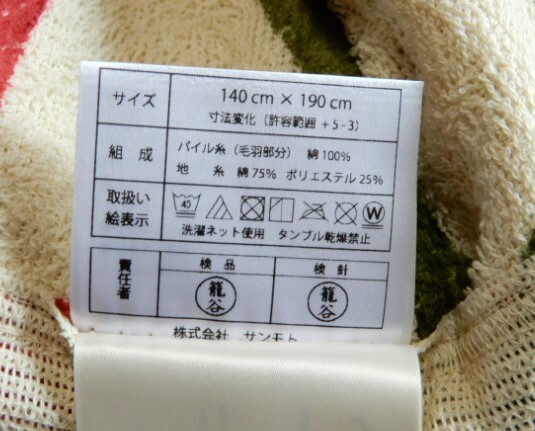 サイズ
140 cm × 190 cm
寸法変化（許容範囲 +5 -3）
組 成
パイル糸（毛羽部分） 綿 100%
地 糸 綿 75% ポリエステル 25%
取扱い
絵表示
40 W
洗濯ネット使用 タンブル乾燥禁止
責任者
検 品
検 針
龍谷
龍谷
株式会社 サンモト